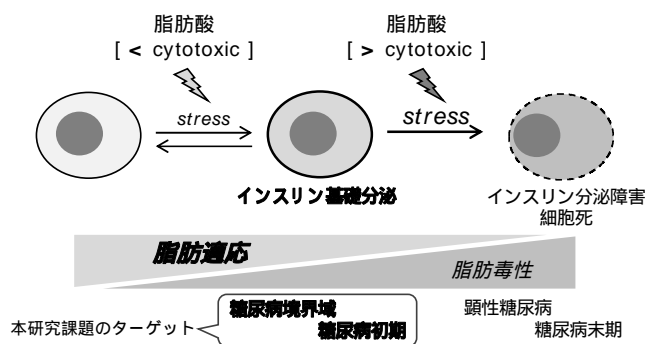 脂肪酸
[ < cytotoxic ]
脂肪酸
[ > cytotoxic ]
stress
stress
インスリン基礎分泌
インスリン分泌障害
細胞死
脂肪適応
脂肪毒性
糖尿病境界域
糖尿病初期
顕性糖尿病
糖尿病末期
本研究課題のターゲット